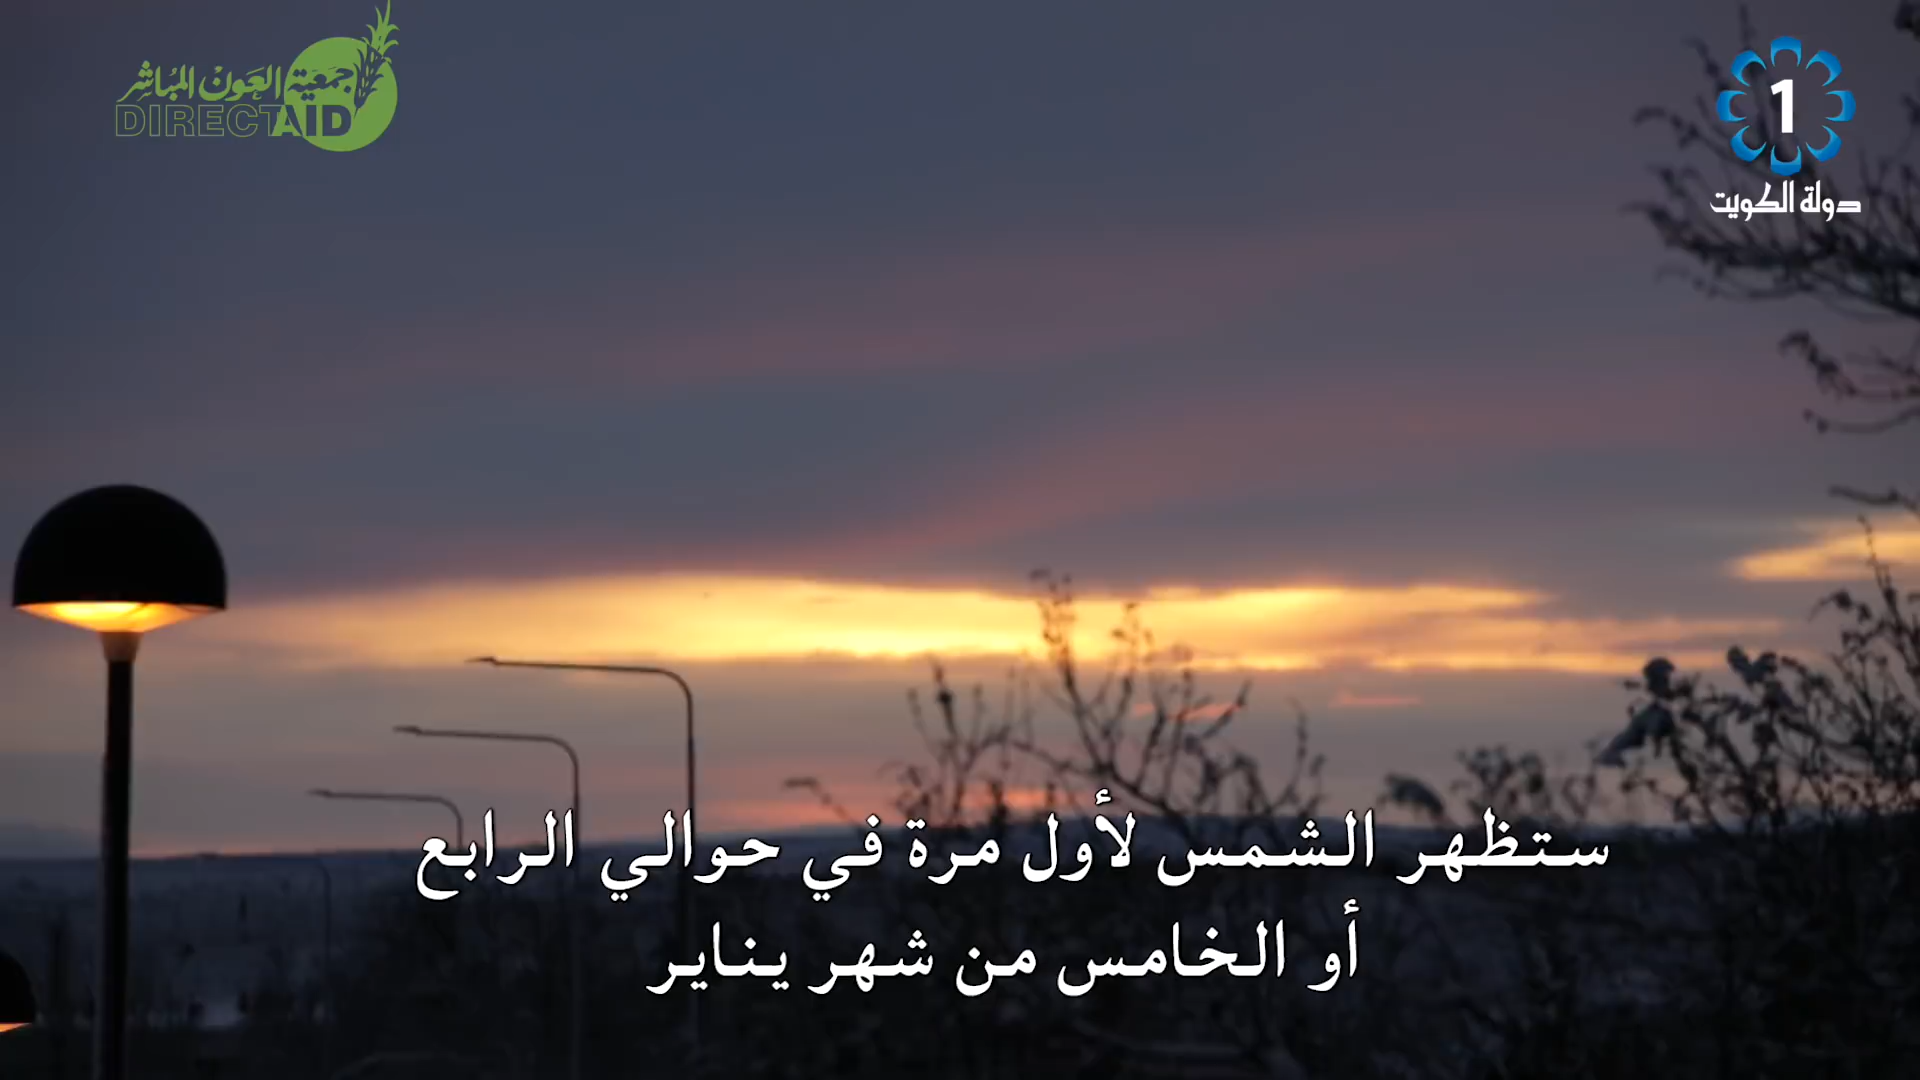 جمعية العون المباشر
DIRECT AID
1
دولة الكويت
ستظهر الشمس لأول مرة في حوالي الرابع
أو الخامس من شهر يناير